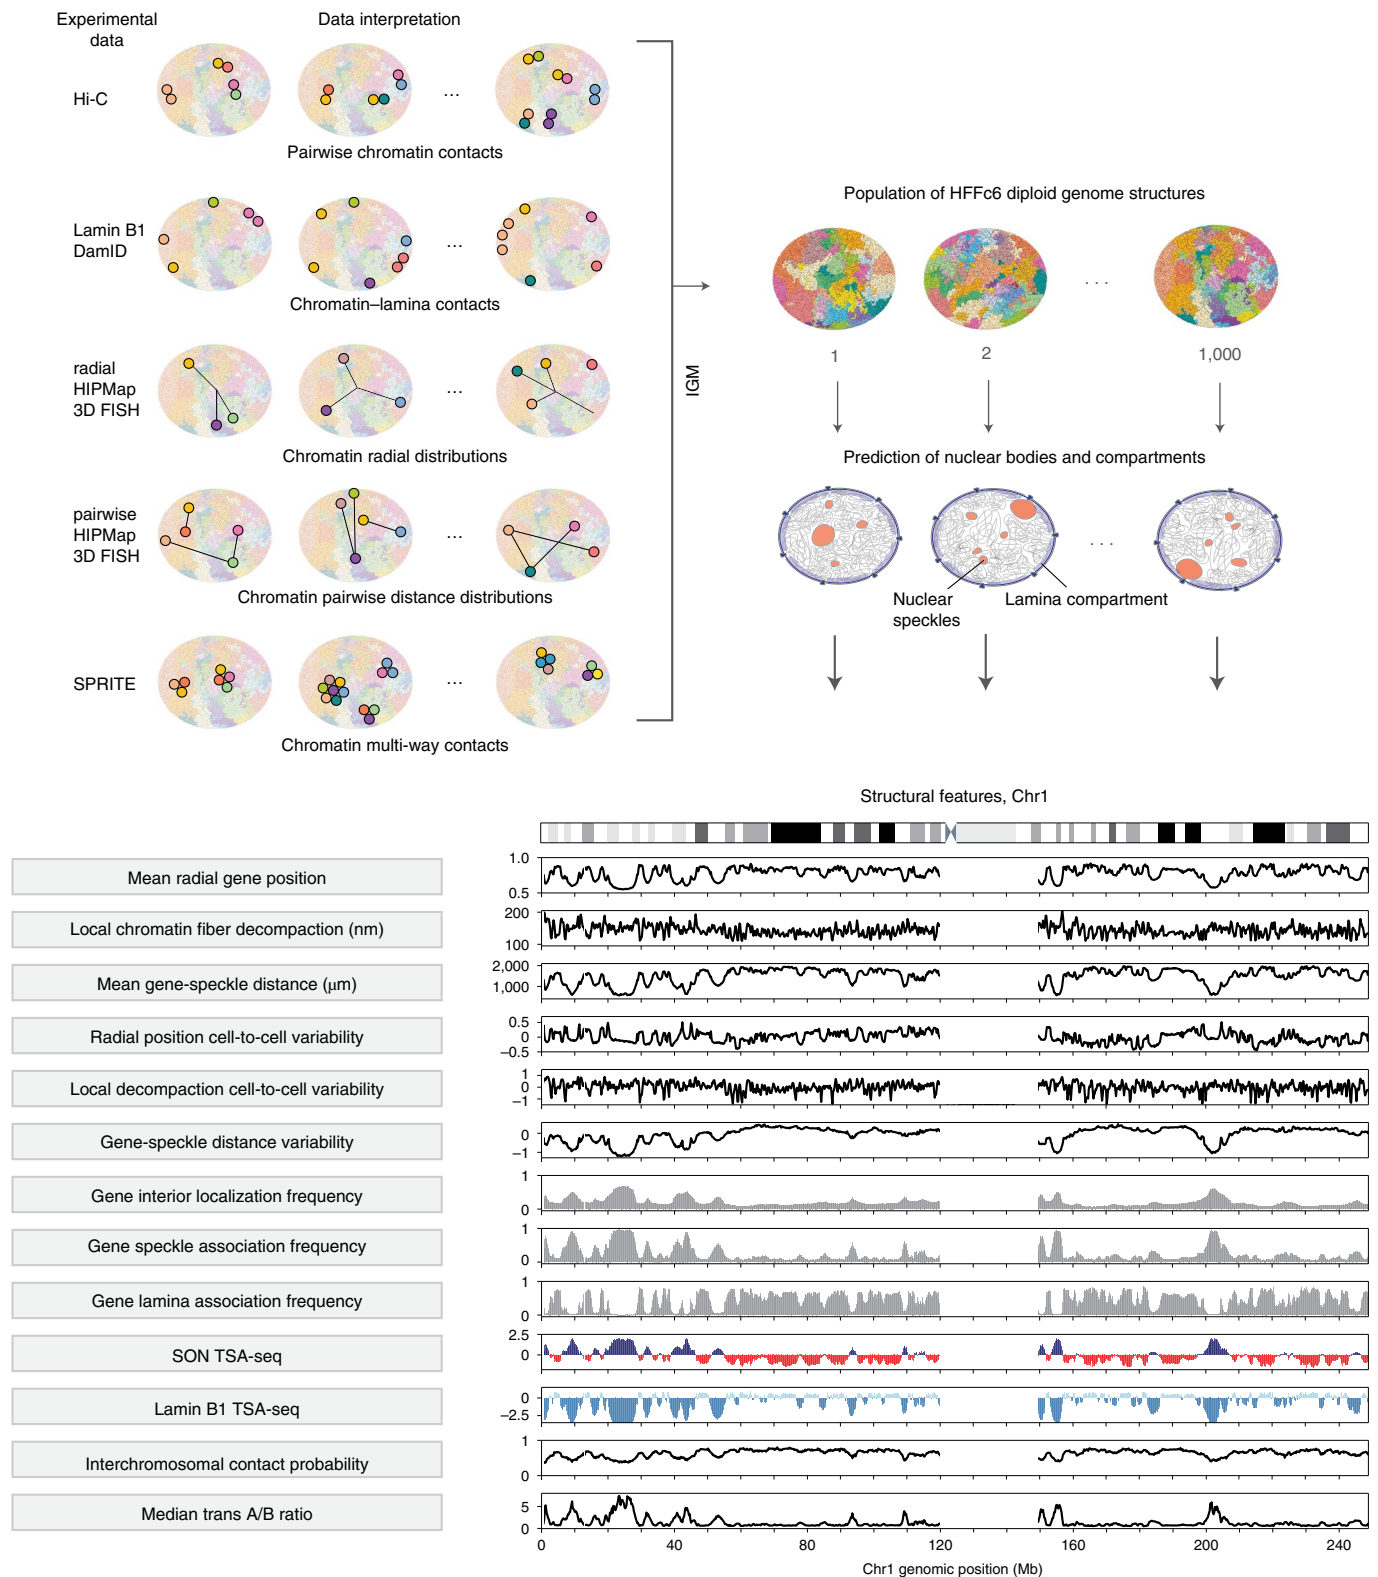 Experimental
data
Data interpretation
Hi-C
...
Pairwise chromatin contacts
Lamin B1
DamID
...
Chromatin–lamina contacts
radial
HIPMap
3D FISH
...
Chromatin radial distributions
pairwise
HIPMap
3D FISH
...
Chromatin pairwise distance distributions
SPRITE
...
Chromatin multi-way contacts
IGM
Population of HFFc6 diploid genome structures
. . .
1
2
1,000
Prediction of nuclear bodies and compartments
. . .
Nuclear
speckles
Lamina compartment
Structural features, Chr1
Mean radial gene position
1.0
0.5
Local chromatin fiber decompaction (nm)
200
100
Mean gene-speckle distance (μm)
2,000
1,000
Radial position cell-to-cell variability
0.5
0
–0.5
Local decompaction cell-to-cell variability
1
0
–1
Gene-speckle distance variability
0
–1
Gene interior localization frequency
1
0
Gene speckle association frequency
1
0
Gene lamina association frequency
1
0
SON TSA-seq
2.5
0
Lamin B1 TSA-seq
0
–2.5
Interchromosomal contact probability
1
0
Median trans A/B ratio
5
0
0 40 80 120 160 200 240
Chr1 genomic position (Mb)